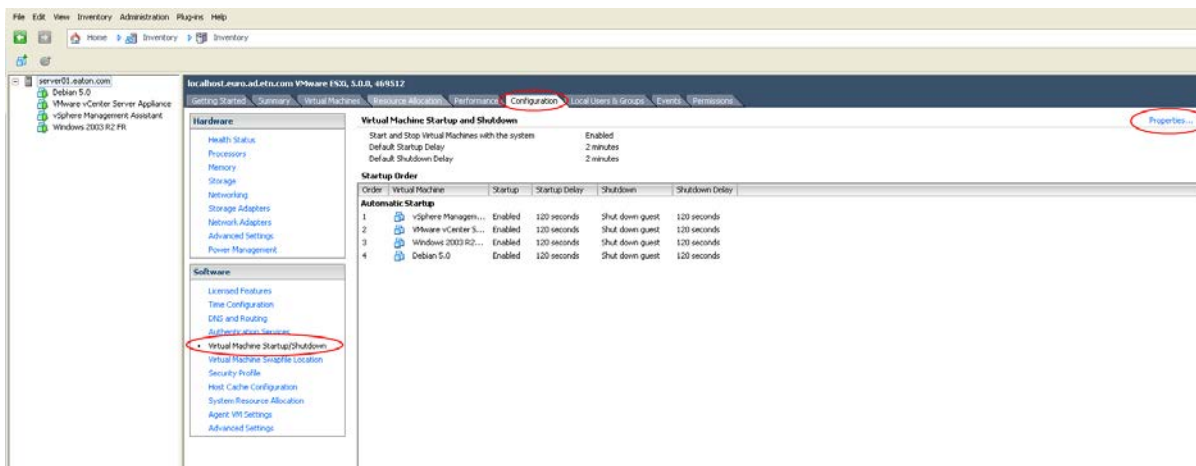 File Edit View Inventory Administration Plug-ins Help
Home Inventory Inventory
server01.eaton.com
Debian 5.0
VMware vCenter Server Appliance
vSphere Management Assistant
Windows 2003 R2 FR
localhost.euro.ad.etn.com VMware ESXi, 5.0.0, 469512
Getting Started Summary Virtual Machines Resource Allocation Performance Configuration Local Users & Groups Events Permissions
Hardware
Health Status
Processors
Memory
Storage
Networking
Storage Adapters
Network Adapters
Advanced Settings
Power Management
Software
Licensed Features
Time Configuration
DNS and Routing
Authentication Services
Virtual Machine Startup/Shutdown
Virtual Machine Swapfile Location
Security Profile
Host Cache Configuration
System Resource Allocation
Agent VM Settings
Advanced Settings
Virtual Machine Startup and Shutdown
Properties...
Start and Stop Virtual Machines with the system Enabled
Default Startup Delay 2 minutes
Default Shutdown Delay 2 minutes
Startup Order
Order Virtual Machine Startup Startup Delay Shutdown Shutdown Delay
Automatic Startup
1 vSphere Managem... Enabled 120 seconds Shut down guest 120 seconds
2 VMware vCenter S... Enabled 120 seconds Shut down guest 120 seconds
3 Windows 2003 R2... Enabled 120 seconds Shut down guest 120 seconds
4 Debian 5.0 Enabled 120 seconds Shut down guest 120 seconds